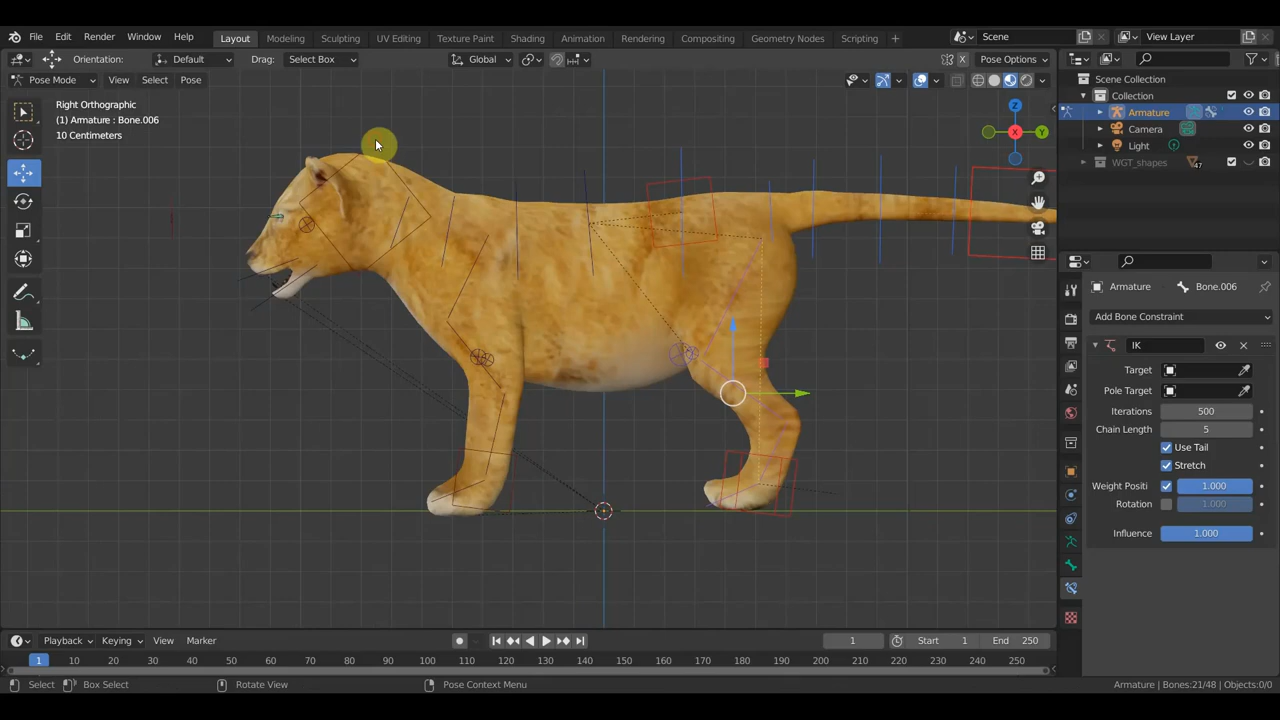 File Edit Render Window Help Layout Modeling Sculpting UV Editing Texture Paint Shading Animation Rendering Compositing Geometry Nodes Scripting + Scene View Layer
Orientation: Default Drag: Select Box Global X Pose Options
Pose Mode View Select Pose
Right Orthographic
(1) Armature : Bone.006
10 Centimeters
Z
Y
X
Scene Collection
Collection
Armature
Camera
Light
WGT_shapes 47
Armature Bone.006
Add Bone Constraint
IK
Target
Pole Target
Iterations 500
Chain Length 5
Use Tail
Stretch
Weight Positi 1.000
Rotation 1.000
Influence 1.000
Playback Keying View Marker 1 Start 1 End 250
1 10 20 30 40 50 60 70 80 90 100 110 120 130 140 150 160 170 180 190 200 210 220 230 240 250
Select Box Select Rotate View Pose Context Menu Armature | Bones:21/48 | Objects:0/0